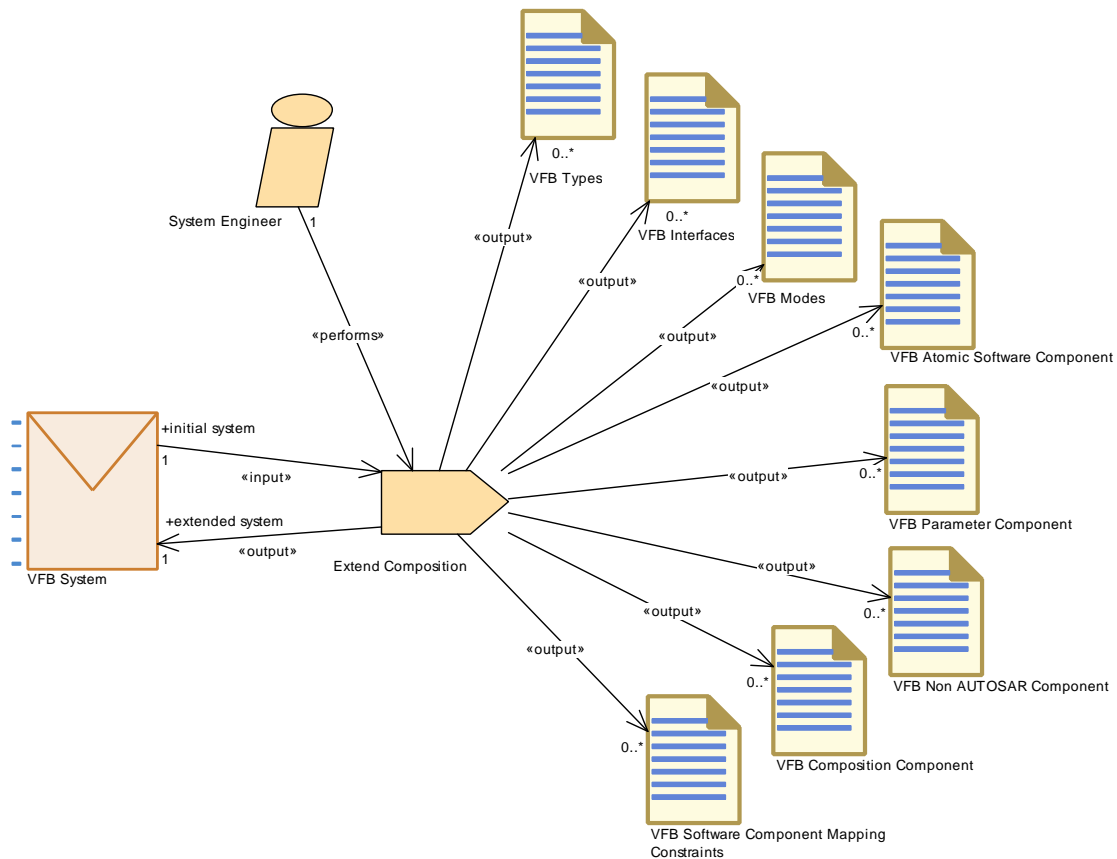 0..*
VFB Types
System Engineer
1
«output»
0..*
VFB Interfaces
«output»
0..*
VFB Modes
«performs»
«output»
0..*
VFB Atomic Software Component
«output»
+initial system
1
«input»
«output»
0..*
VFB Parameter Component
+extended system
1
«output»
VFB System
Extend Composition
«output»
0..*
VFB Non AUTOSAR Component
«output»
0..*
VFB Composition Component
«output»
0..*
VFB Software Component Mapping
Constraints